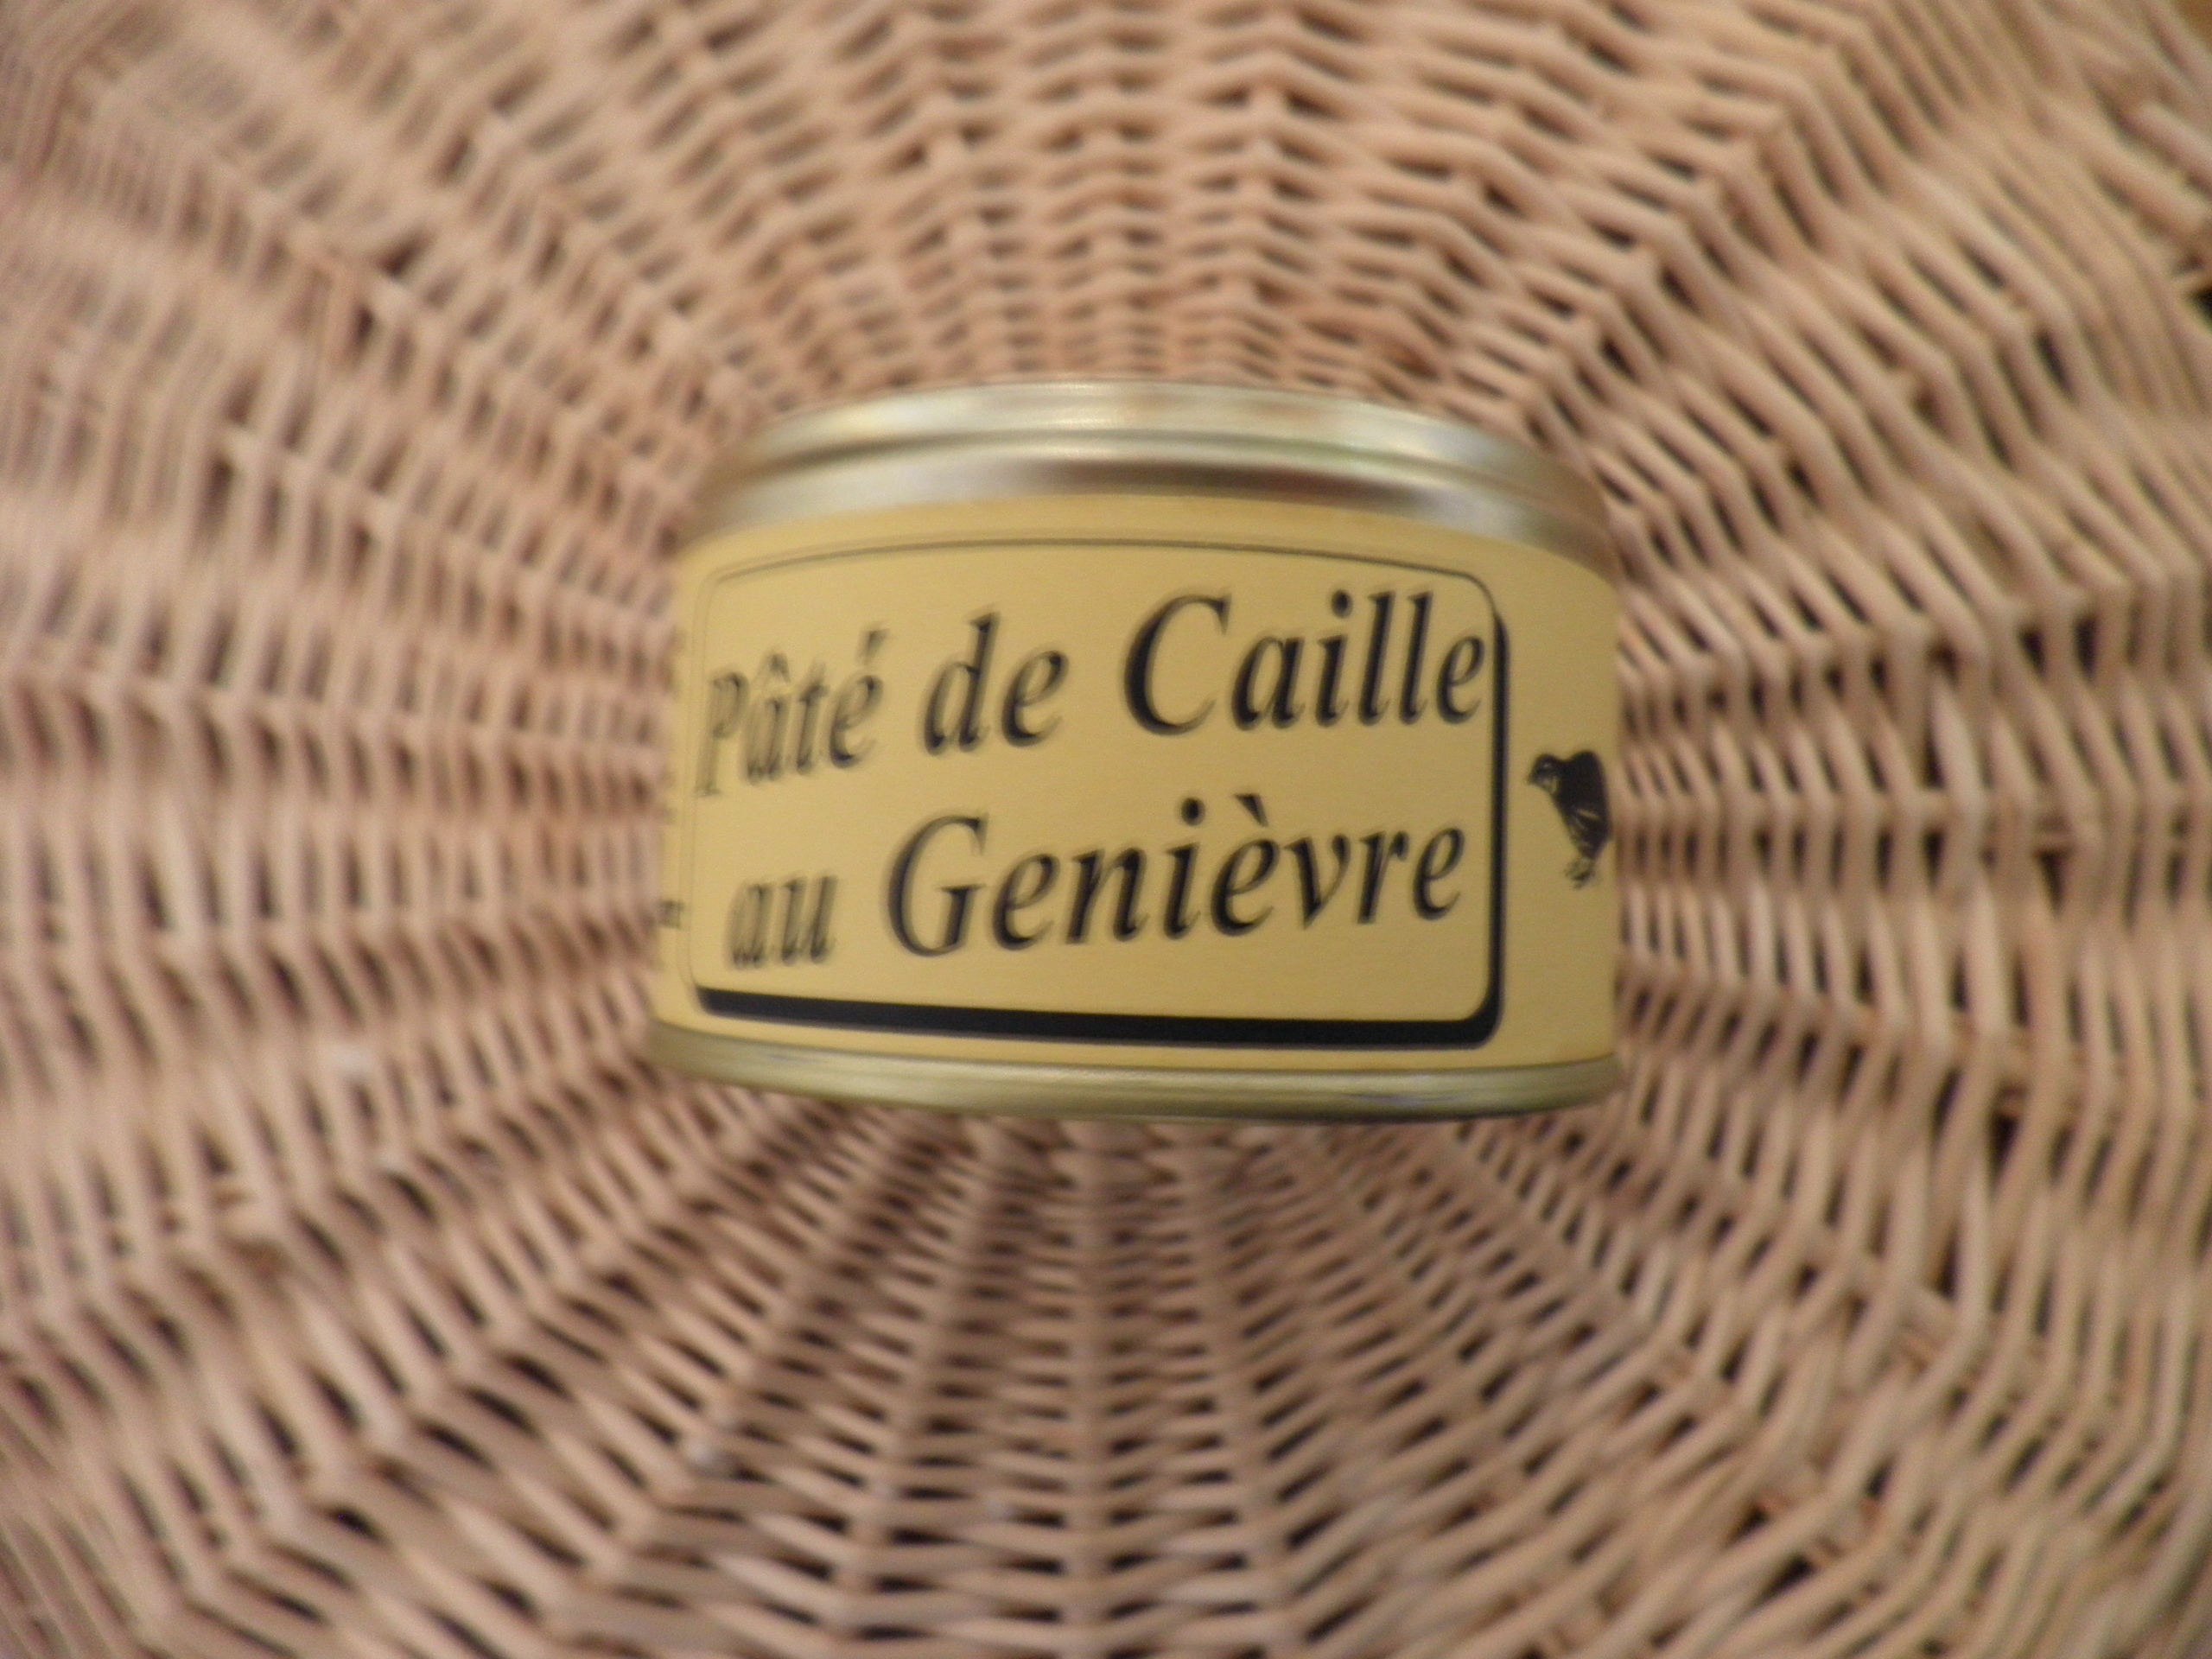 Pâté de Caille
au Genièvre